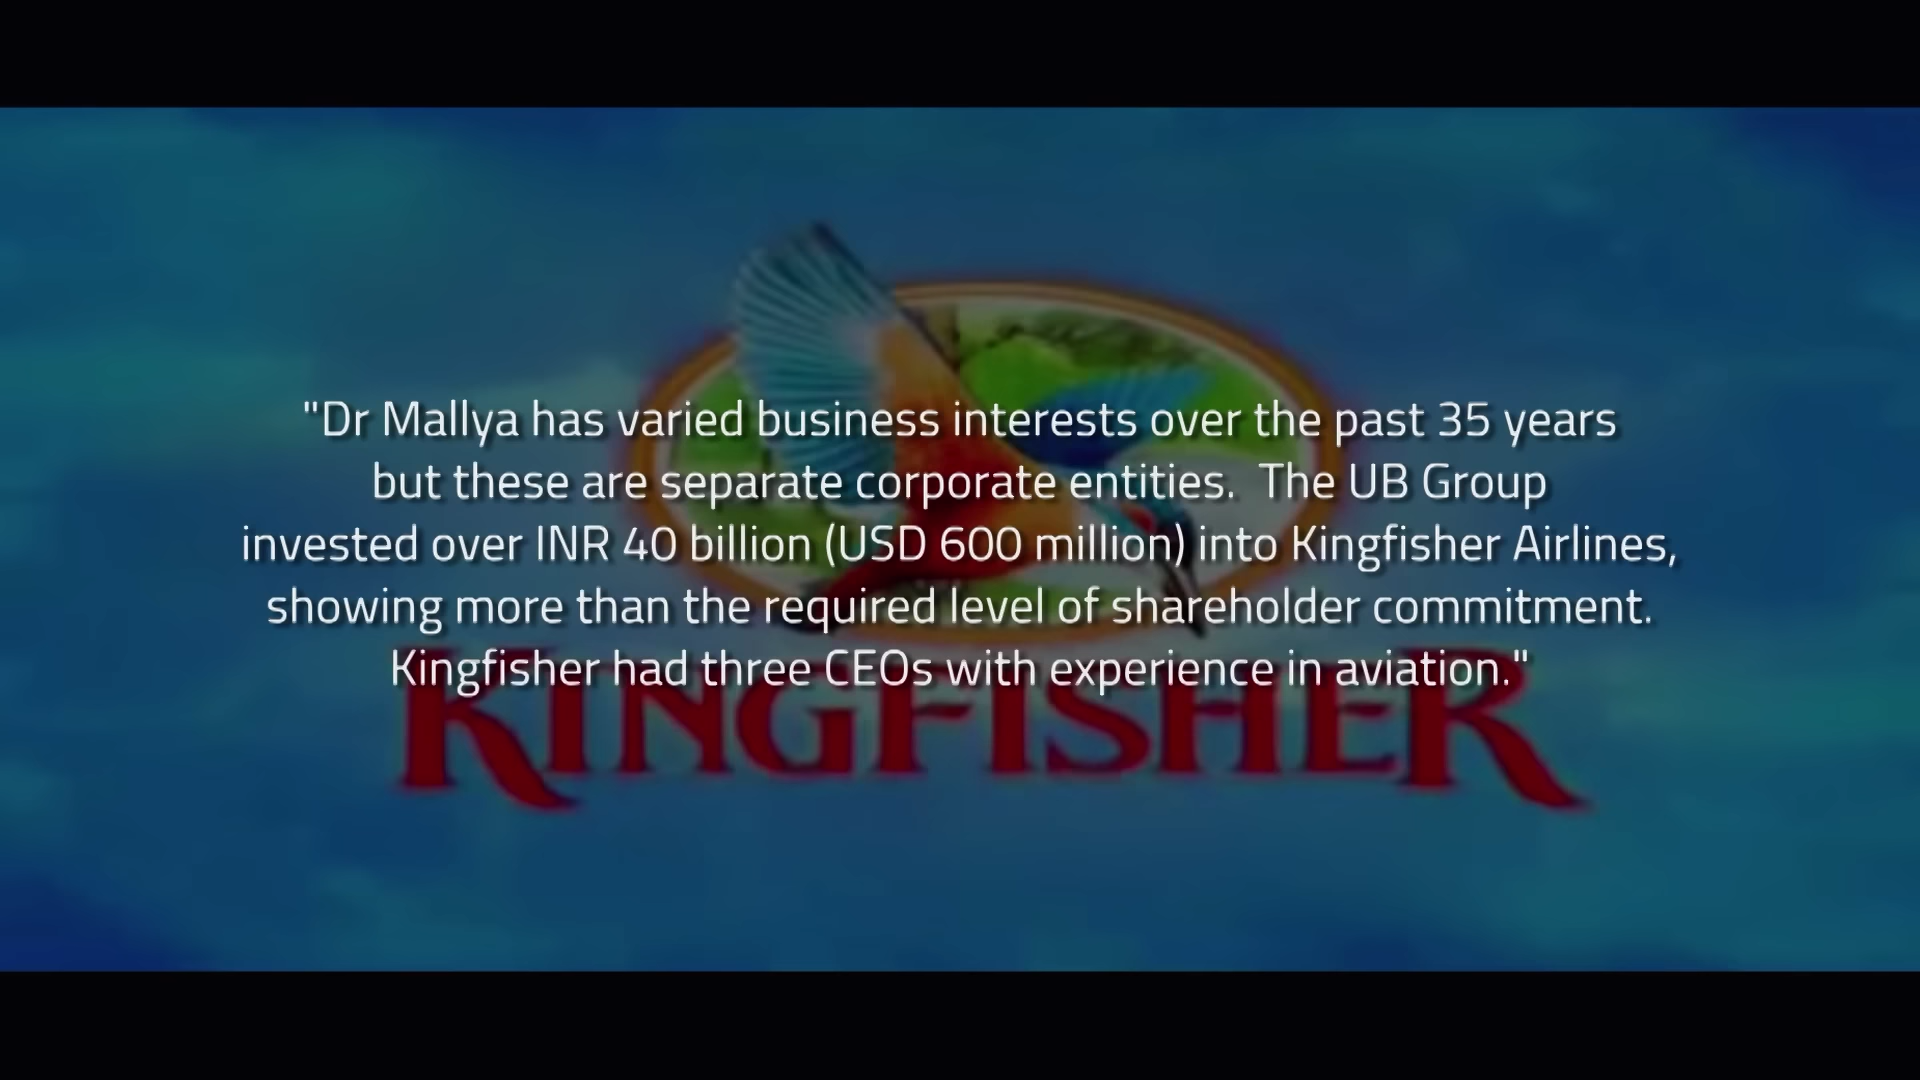 "Dr Mallya has varied business interests over the past 35 years
but these are separate corporate entities.  The UB Group
invested over INR 40 billion (USD 600 million) into Kingfisher Airlines,
showing more than the required level of shareholder commitment.
Kingfisher had three CEOs with experience in aviation."
KINGFISHER